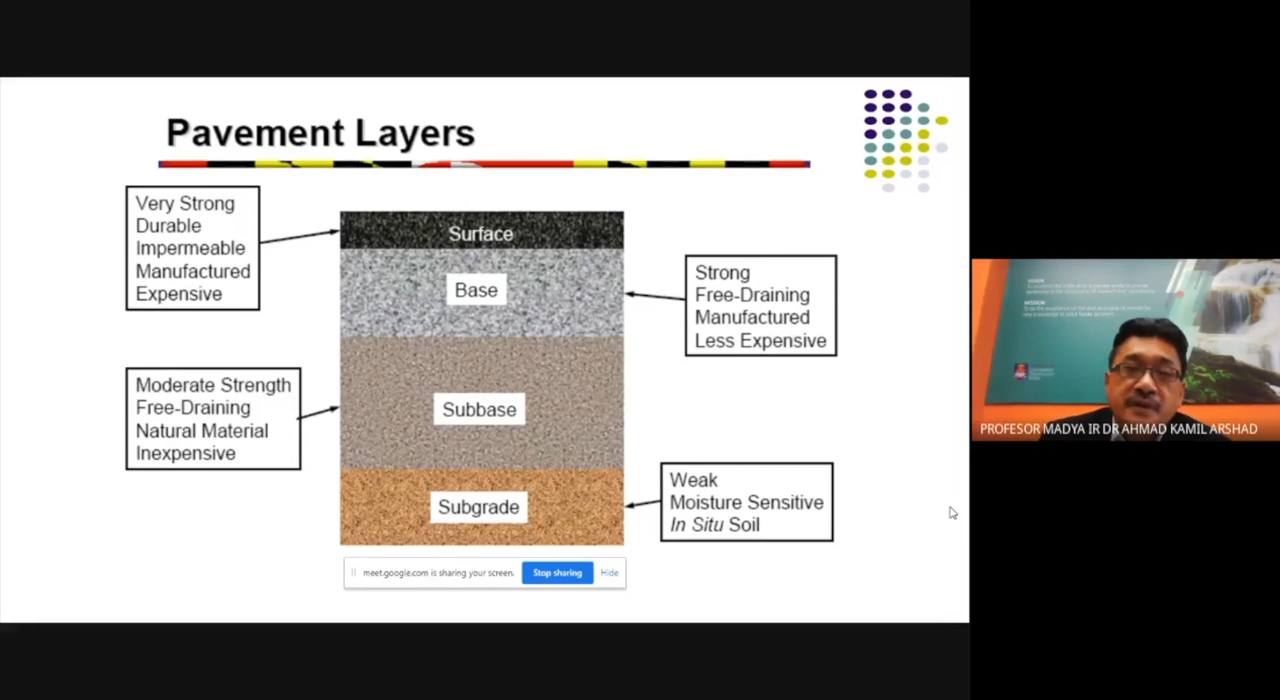 Pavement Layers
Very Strong
Durable
Impermeable
Manufactured
Expensive
Surface
Base
Strong
Free-Draining
Manufactured
Less Expensive
Moderate Strength
Free-Draining
Natural Material
Inexpensive
Subbase
Subgrade
Weak
Moisture Sensitive
In Situ Soil
meet.google.com is sharing your screen.
Stop sharing
Hide
MISSION
PROFESOR MADYA IR DR AHMAD KAMIL ARSHAD